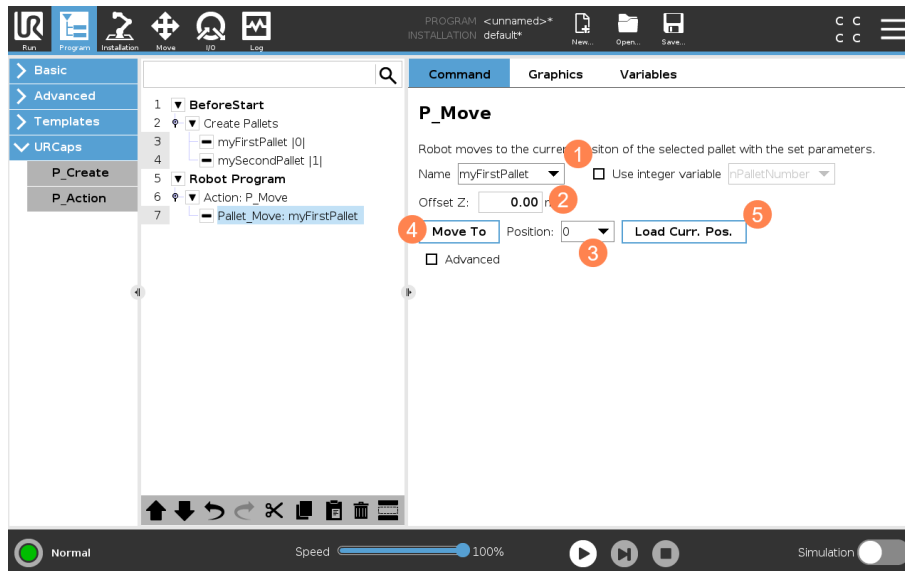 PROGRAM <unnamed>*
INSTALLATION default*
UR
Run Program Installation Move I/O Log
New... Open... Save...
C C
C C
Basic
Advanced
Templates
URCaps
P_Create
P_Action
1 BeforeStart
2 Create Pallets
3 myFirstPallet |0|
4 mySecondPallet |1|
5 Robot Program
6 Action: P_Move
7 Pallet_Move: myFirstPallet
Command Graphics Variables
P_Move
Robot moves to the curre 1 siton of the selected pallet with the set parameters.
Name myFirstPallet Use integer variable nPalletNumber
Offset Z: 0.00 2
4 Move To Position: 0 3 Load Curr. Pos. 5
Advanced
Normal Speed 100% Simulation